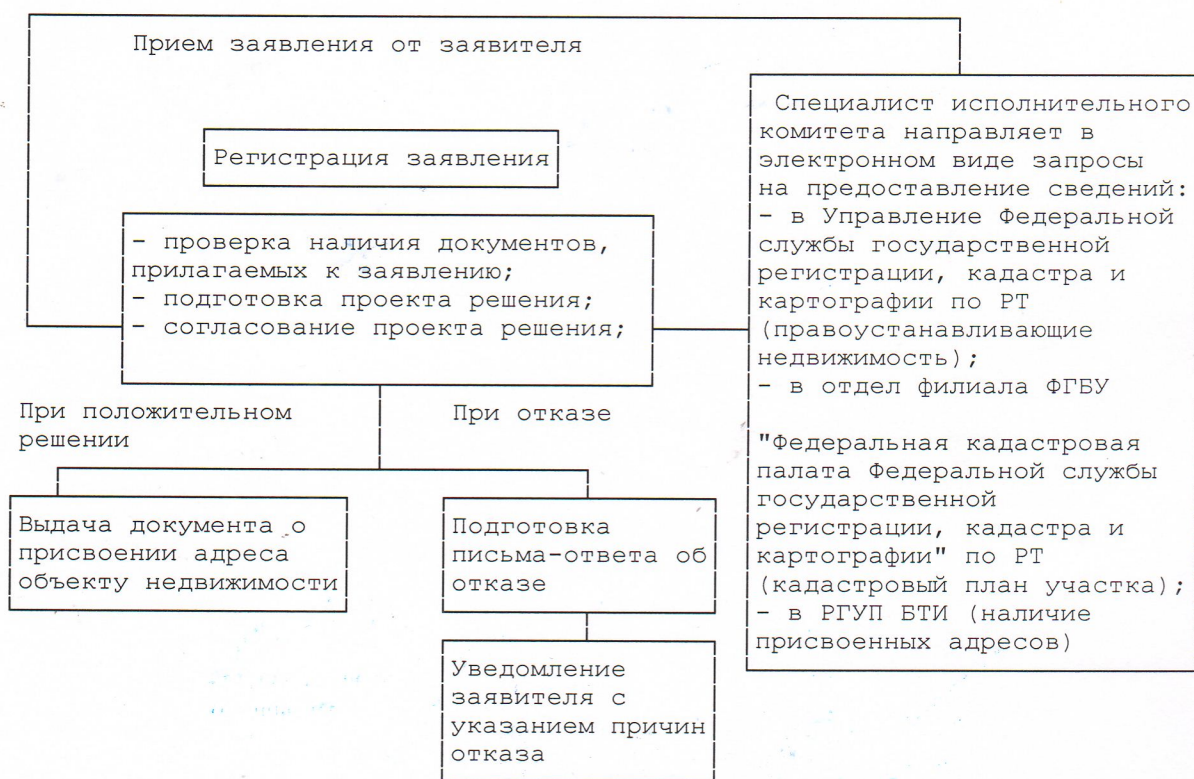 Прием заявления от заявителя
Регистрация заявления
- проверка наличия документов,
прилагаемых к заявлению;
- подготовка проекта решения;
- согласование проекта решения;
Специалист исполнительного
комитета направляет в
электронном виде запросы
на предоставление сведений:
- в Управление Федеральной
службы государственной
регистрации, кадастра и
картографии по РТ
(правоустанавливающие
недвижимость);
- в отдел филиала ФГБУ
"Федеральная кадастровая
палата Федеральной службы
государственной
регистрации, кадастра и
картографии" по РТ
(кадастровый план участка);
- в РГУП БТИ (наличие
присвоенных адресов)
При положительном
решении
При отказе
Выдача документа о
присвоении адреса
объекту недвижимости
Подготовка
письма-ответа об
отказе
Уведомление
заявителя с
указанием причин
отказа